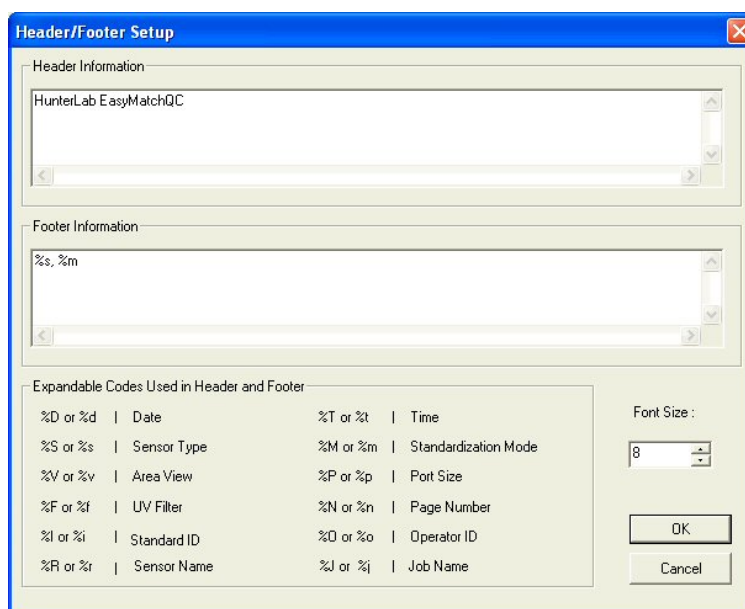 Header/Footer Setup
Header Information
HunterLab EasyMatchQC
Footer Information
%s, %m
Expandable Codes Used in Header and Footer
%D or %d | Date %T or %t | Time
%S or %s | Sensor Type %M or %m | Standardization Mode
%V or %v | Area View %P or %p | Port Size
%F or %f | UV Filter %N or %n | Page Number
%I or %i | Standard ID %O or %o | Operator ID
%R or %r | Sensor Name %J or %j | Job Name
Font Size :
8
OK
Cancel